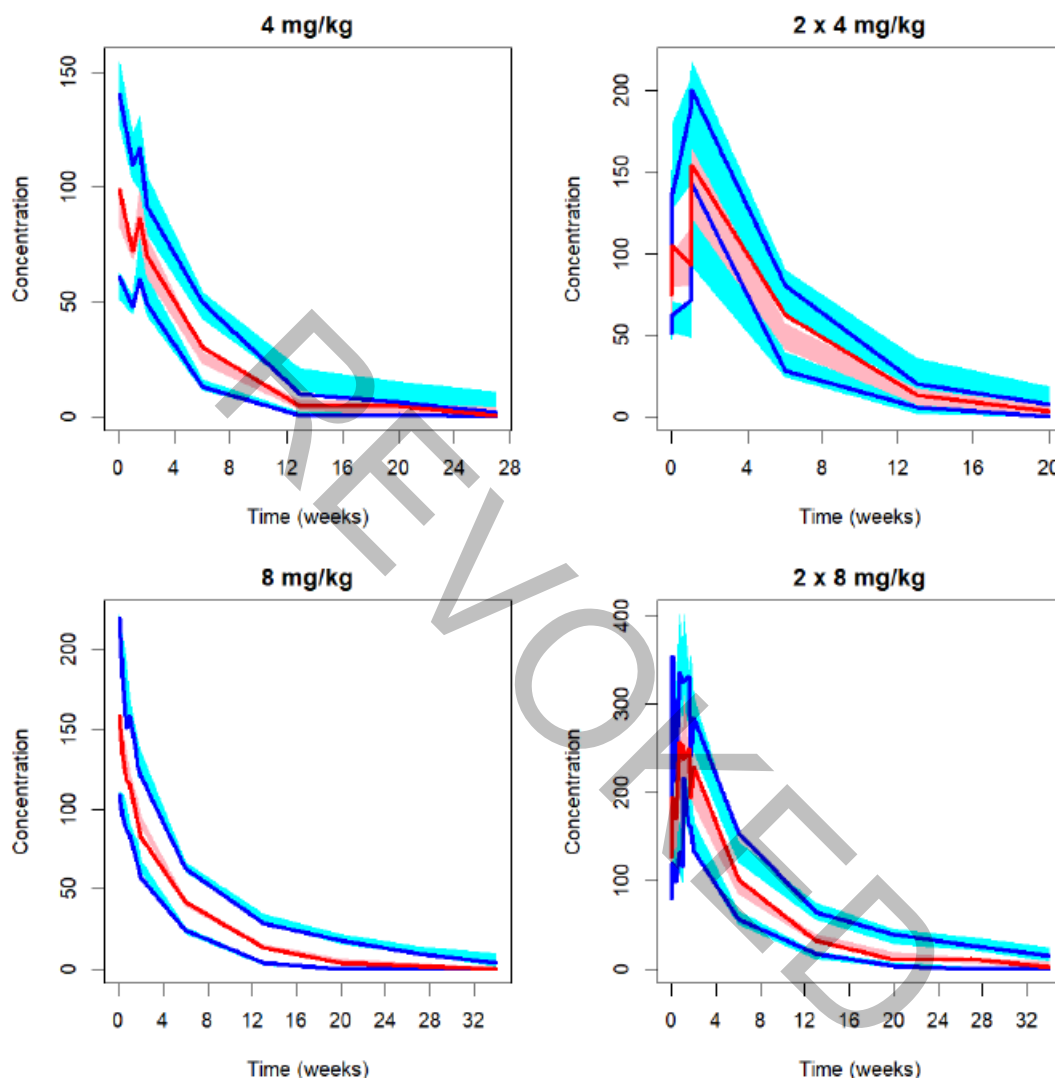 4 mg/kg
Concentration
150
100
50
0
0 4 8 12 16 20 24 28
Time (weeks)
2 x 4 mg/kg
Concentration
200
150
100
50
0
0 4 8 12 16 20
Time (weeks)
8 mg/kg
Concentration
200
150
100
50
0
0 4 8 12 16 20 24 28 32
Time (weeks)
2 x 8 mg/kg
Concentration
400
300
200
100
0
0 4 8 12 16 20 24 28 32
Time (weeks)
REVOKED